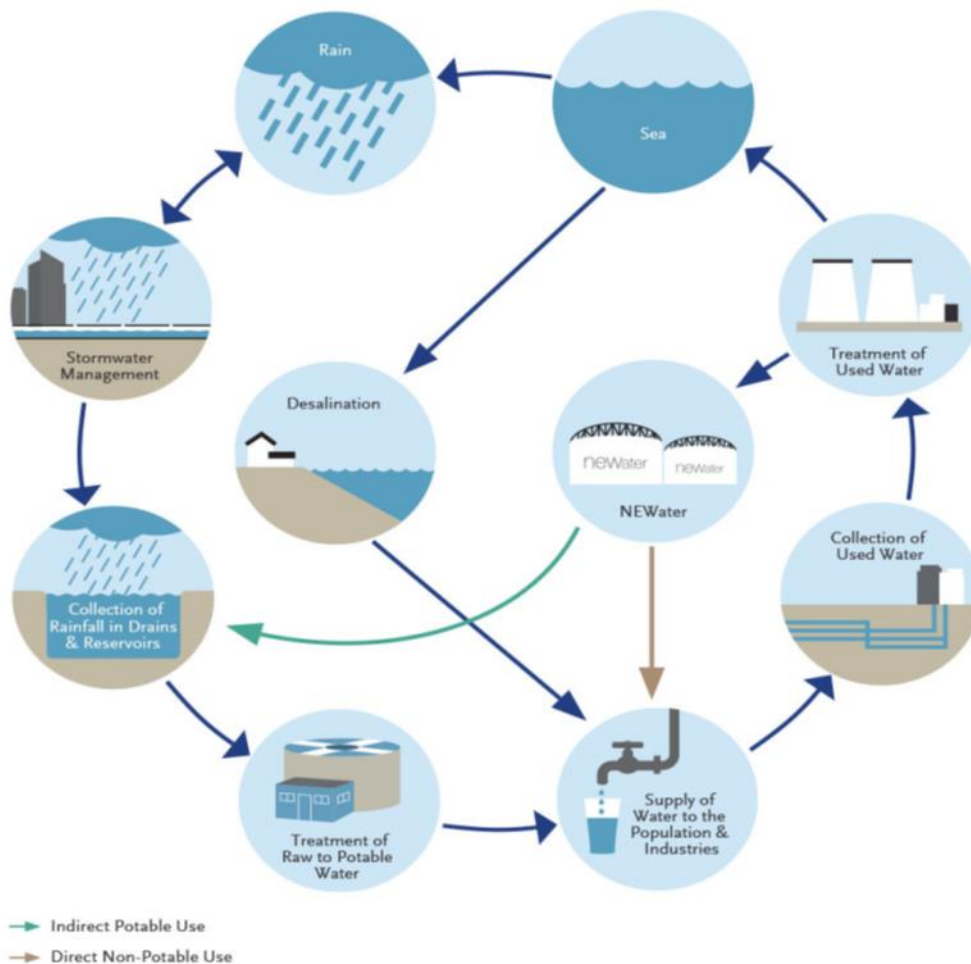 Rain
Sea
Stormwater
Management
Treatment of
Used Water
Desalination
newater
newater
NEWater
Collection of
Rainfall in Drains
& Reservoirs
Collection of
Used Water
Treatment of
Raw to Potable
Water
Supply of
Water to the
Population &
Industries
Indirect Potable Use
Direct Non-Potable Use